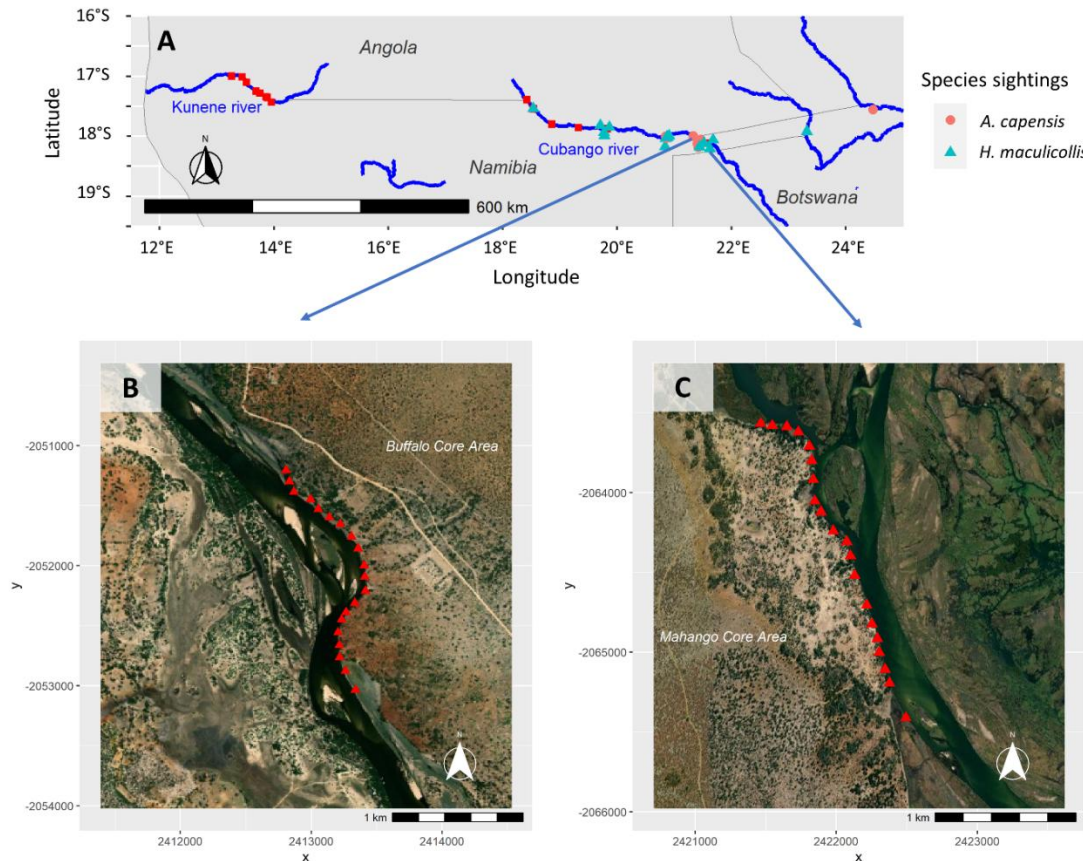 16°S
17°S
18°S
19°S
Latitude
A
Angola
Kunene river
N
Namibia
Cubango river
Botswana
600 km
12°E 14°E 16°E 18°E 20°E 22°E 24°E
Longitude
Species sightings
A. capensis
H. maculicollis
B
Buffalo Core Area
-2051000
-2052000
-2053000
-2054000
y
N
1 km
2412000 2413000 2414000
x
C
Mahango Core Area
-2064000
-2065000
-2066000
y
N
1 km
2421000 2422000 2423000
x